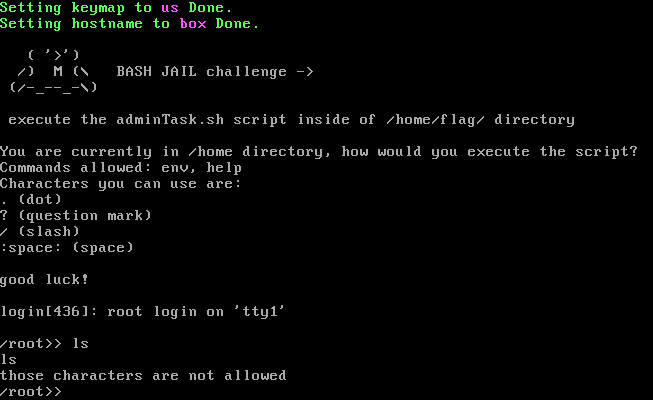 Setting keymap to us Done.
Setting hostname to box Done.
( '>')
/) M (\ BASH JAIL challenge ->
(/-_--_-\)
execute the adminTask.sh script inside of /home/flag/ directory
You are currently in /home directory, how would you execute the script?
Commands allowed: env, help
Characters you can use are:
. (dot)
? (question mark)
/ (slash)
:space: (space)
good luck!
login[436]: root login on 'tty1'
/root>> ls
ls
those characters are not allowed
/root>>